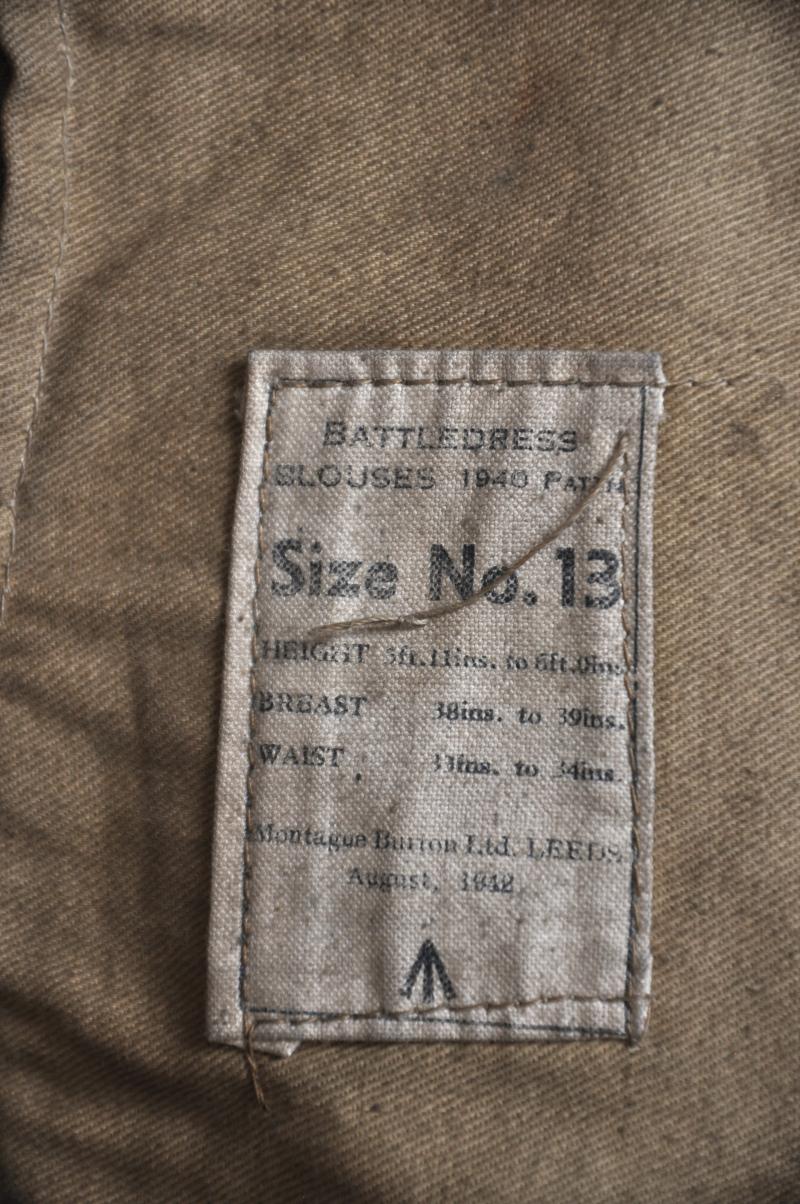 BATTLEDRESS
BLOUSES 1940 PATT'N
Size No. 13
HEIGHT 5ft.11ins. to 6ft.0ins.
BREAST 38ins. to 39ins.
WAIST 33ins. to 34ins.
Montague Burton Ltd. LEEDS.
August, 1942